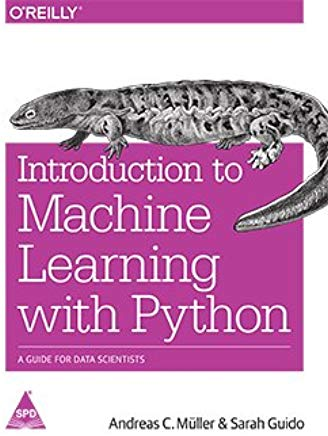 O'REILLY®
Introduction to
Machine
Learning
with Python
A GUIDE FOR DATA SCIENTISTS
SPD
Andreas C. Müller & Sarah Guido